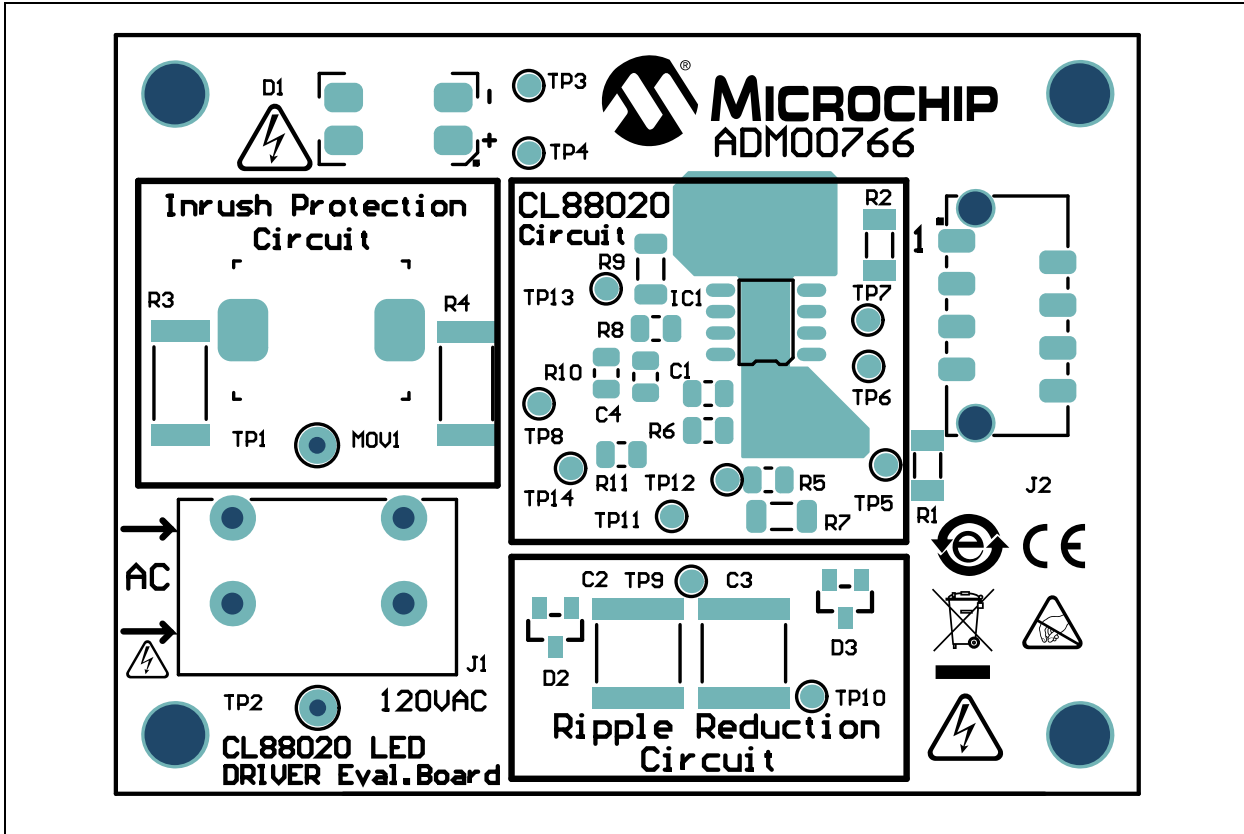 D1
-
+
TP3
TP4
®
MICROCHIP
ADM00766
Inrush Protection
Circuit
R3
R4
TP1
MOV1
CL88020
Circuit
R9
TP13
IC1
R8
R10
C1
C4
TP8
R6
R11
TP12
R5
TP14
TP11
R7
R2
TP7
TP6
TP5
1
R1
J2
AC
J1
TP2
120VAC
CL88020 LED
DRIVER Eval.Board
C2
TP9
C3
D2
D3
TP10
Ripple Reduction
Circuit
e
CE